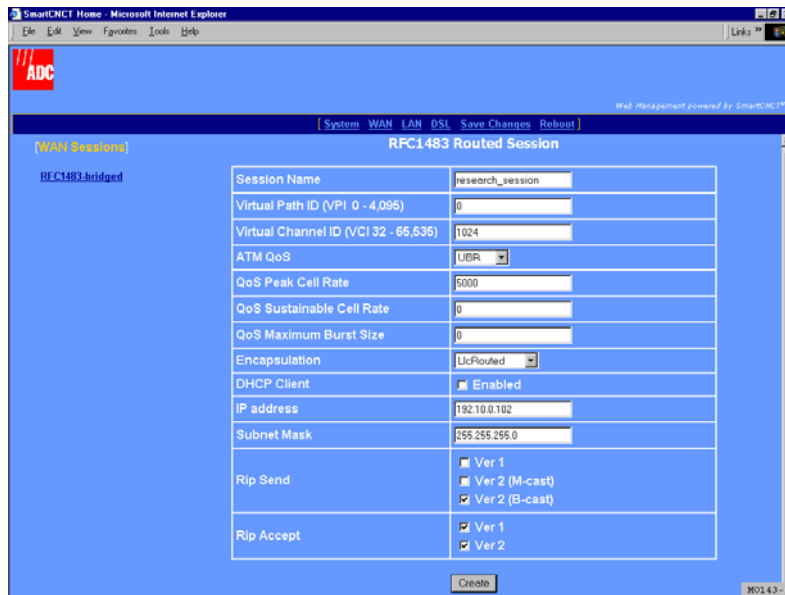 SmartCNCT Home - Microsoft Internet Explorer
File Edit View Favorites Tools Help Links »
ADC
Web Management powered by SmartCNCT™
[ System WAN LAN DSL Save Changes Reboot ]
[WAN Sessions]
RFC1483 Routed Session
RFC1483-bridged
Session Name research_session
Virtual Path ID (VPI 0 - 4,095) 0
Virtual Channel ID (VCI 32 - 65,535) 1024
ATM QoS UBR
QoS Peak Cell Rate 5000
QoS Sustainable Cell Rate 0
QoS Maximum Burst Size 0
Encapsulation LlcRouted
DHCP Client Enabled
IP address 192.10.0.102
Subnet Mask 255.255.255.0
Rip Send
Ver 1
Ver 2 (M-cast)
Ver 2 (B-cast)
Rip Accept
Ver 1
Ver 2
Create
M0143-